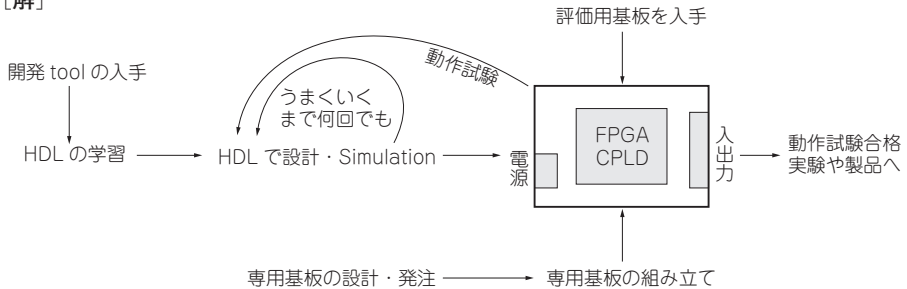 [解]
評価用基板を入手
開発 tool の入手
動作試験
うまくいく
まで何回でも
HDL の学習
HDL で設計・Simulation
電源
FPGA
CPLD
入出力
動作試験合格
実験や製品へ
専用基板の設計・発注
専用基板の組み立て